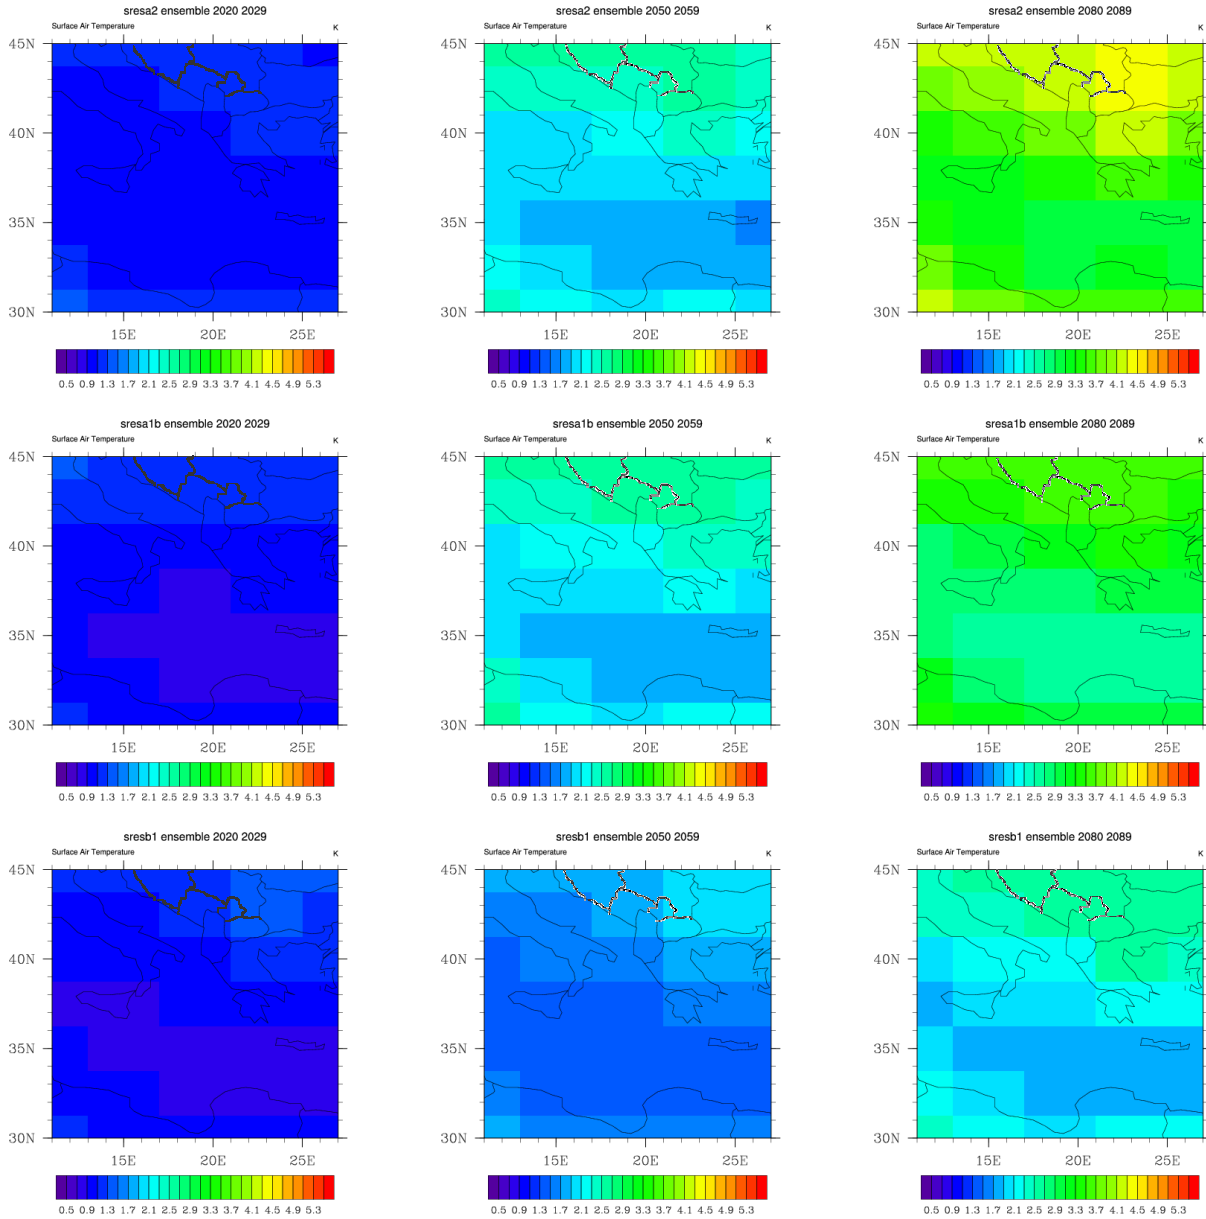 sresa2 ensemble 2020 2029
Surface Air Temperature K
45N
40N
35N
30N
15E 20E 25E
0.5 0.9 1.3 1.7 2.1 2.5 2.9 3.3 3.7 4.1 4.5 4.9 5.3
sresa2 ensemble 2050 2059
Surface Air Temperature K
45N
40N
35N
30N
15E 20E 25E
0.5 0.9 1.3 1.7 2.1 2.5 2.9 3.3 3.7 4.1 4.5 4.9 5.3
sresa2 ensemble 2080 2089
Surface Air Temperature K
45N
40N
35N
30N
15E 20E 25E
0.5 0.9 1.3 1.7 2.1 2.5 2.9 3.3 3.7 4.1 4.5 4.9 5.3
sresa1b ensemble 2020 2029
Surface Air Temperature K
45N
40N
35N
30N
15E 20E 25E
0.5 0.9 1.3 1.7 2.1 2.5 2.9 3.3 3.7 4.1 4.5 4.9 5.3
sresa1b ensemble 2050 2059
Surface Air Temperature K
45N
40N
35N
30N
15E 20E 25E
0.5 0.9 1.3 1.7 2.1 2.5 2.9 3.3 3.7 4.1 4.5 4.9 5.3
sresa1b ensemble 2080 2089
Surface Air Temperature K
45N
40N
35N
30N
15E 20E 25E
0.5 0.9 1.3 1.7 2.1 2.5 2.9 3.3 3.7 4.1 4.5 4.9 5.3
sresb1 ensemble 2020 2029
Surface Air Temperature K
45N
40N
35N
30N
15E 20E 25E
0.5 0.9 1.3 1.7 2.1 2.5 2.9 3.3 3.7 4.1 4.5 4.9 5.3
sresb1 ensemble 2050 2059
Surface Air Temperature K
45N
40N
35N
30N
15E 20E 25E
0.5 0.9 1.3 1.7 2.1 2.5 2.9 3.3 3.7 4.1 4.5 4.9 5.3
sresb1 ensemble 2080 2089
Surface Air Temperature K
45N
40N
35N
30N
15E 20E 25E
0.5 0.9 1.3 1.7 2.1 2.5 2.9 3.3 3.7 4.1 4.5 4.9 5.3